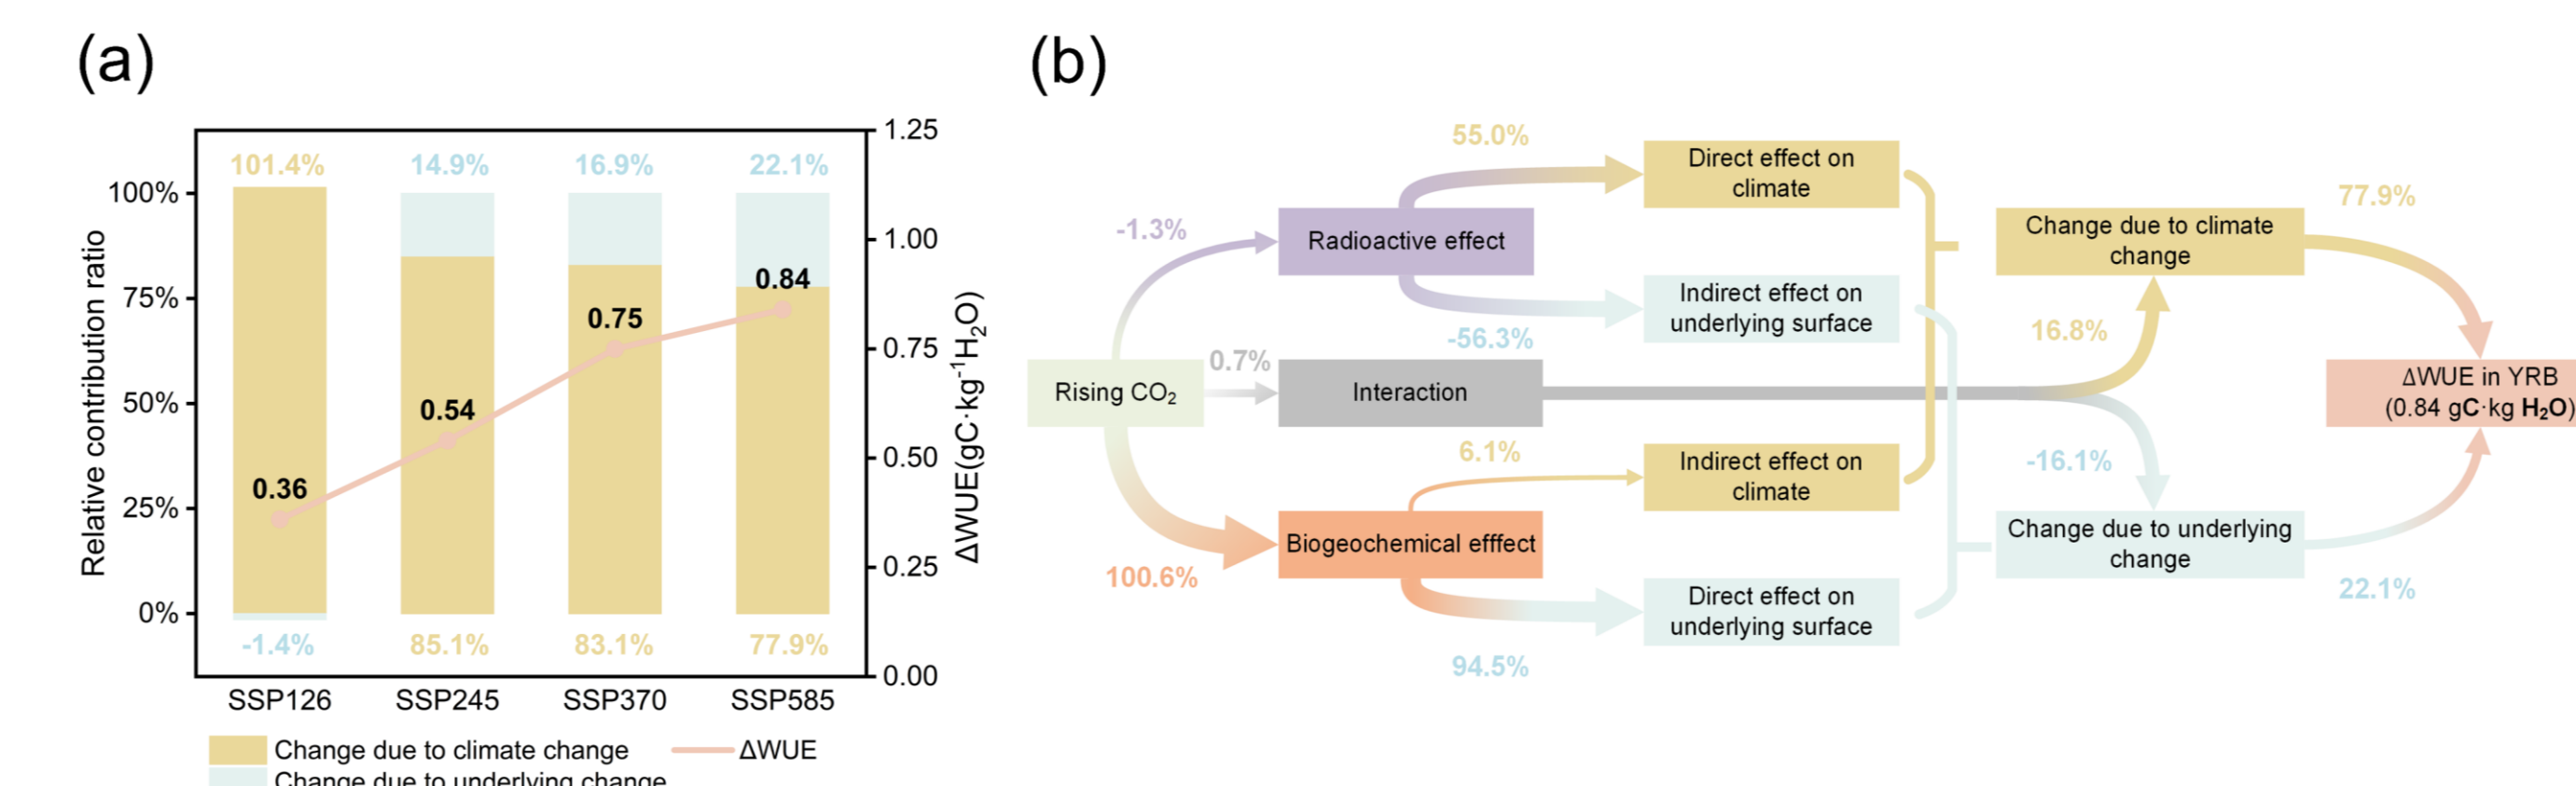 (a)
Relative contribution ratio
100%
75%
50%
25%
0%
101.4%
14.9%
16.9%
22.1%
0.36
0.54
0.75
0.84
-1.4%
85.1%
83.1%
77.9%
1.25
1.00
0.75
0.50
0.25
0.00
ΔWUE(gC·kg⁻¹H₂O)
SSP126
SSP245
SSP370
SSP585
Change due to climate change
ΔWUE
Change due to underlying change
(b)
55.0%
Direct effect on
climate
-1.3%
Radioactive effect
Indirect effect on
underlying surface
-56.3%
Rising CO₂
0.7%
Interaction
6.1%
Indirect effect on
climate
Biogeochemical efffect
100.6%
Direct effect on
underlying surface
94.5%
Change due to climate
change
77.9%
16.8%
-16.1%
ΔWUE in YRB
(0.84 gC·kg H₂O)
Change due to underlying
change
22.1%